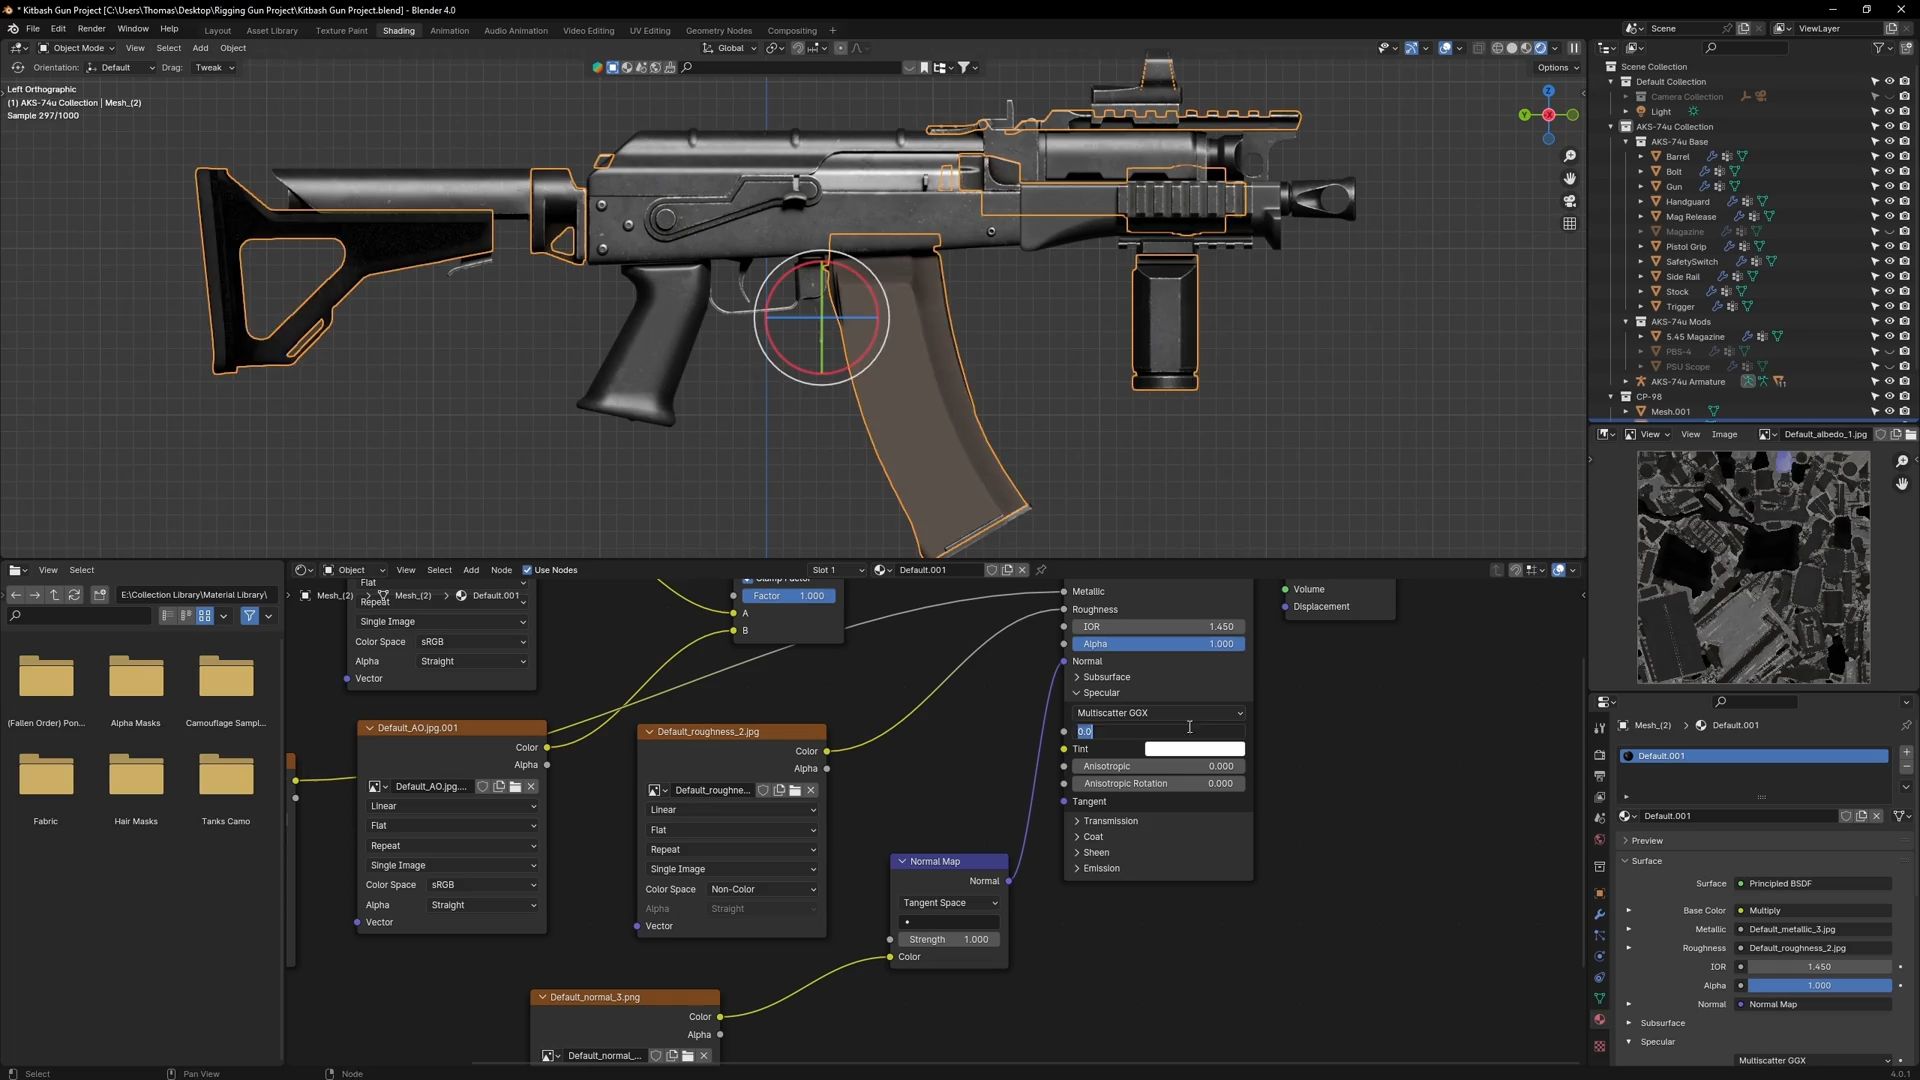 * Kitbash Gun Project [C:\Users\Thomas\Desktop\Rigging Gun Project\Kitbash Gun Project.blend] - Blender 4.0
File Edit Render Window Help Layout Asset Library Texture Paint Shading Animation Audio Animation Video Editing UV Editing Geometry Nodes Compositing + Scene ViewLayer
Object Mode View Select Add Object Global
Orientation: Default Drag: Tweak Options
Left Orthographic
(1) AKS-74u Collection | Mesh_(2)
Sample 297/1000
Z
Y
X
Scene Collection
Default Collection
Camera Collection
Light
AKS-74u Collection
AKS-74u Base
Barrel
Bolt
Gun
Handguard
Mag Release
Magazine
Pistol Grip
SafetySwitch
Side Rail
Stock
Trigger
AKS-74u Mods
5.45 Magazine
PBS-4
PSU Scope
AKS-74u Armature 11
CP-98
Mesh.001
View View Image Default_albedo_1.jpg
View Select
E:\Collection Library\Material Library\
(Fallen Order) Pon... Alpha Masks Camouflage Sampl...
Fabric Hair Masks Tanks Camo
Object View Select Add Node Use Nodes Slot 1 Default.001
Mesh_(2) Mesh_(2) Default.001
Flat
Repeat
Single Image
Color Space sRGB
Alpha Straight
Vector
Clamp Factor
Factor 1.000
A
B
Default_AO.jpg.001
Color
Alpha
Default_AO.jpg....
Linear
Flat
Repeat
Single Image
Color Space sRGB
Alpha Straight
Vector
Default_roughness_2.jpg
Color
Alpha
Default_roughne...
Linear
Flat
Repeat
Single Image
Color Space Non-Color
Alpha Straight
Vector
Normal Map
Normal
Tangent Space
Strength 1.000
Color
Default_normal_3.png
Color
Alpha
Default_normal_...
Metallic
Roughness
IOR 1.450
Alpha 1.000
Normal
Subsurface
Specular
Multiscatter GGX
0.0
Tint
Anisotropic 0.000
Anisotropic Rotation 0.000
Tangent
Transmission
Coat
Sheen
Emission
Volume
Displacement
Mesh_(2) Default.001
Default.001
Default.001
Preview
Surface
Surface Principled BSDF
Base Color Multiply
Metallic Default_metallic_3.jpg
Roughness Default_roughness_2.jpg
IOR 1.450
Alpha 1.000
Normal Normal Map
Subsurface
Specular
Multiscatter GGX
Select Pan View Node 4.0.1